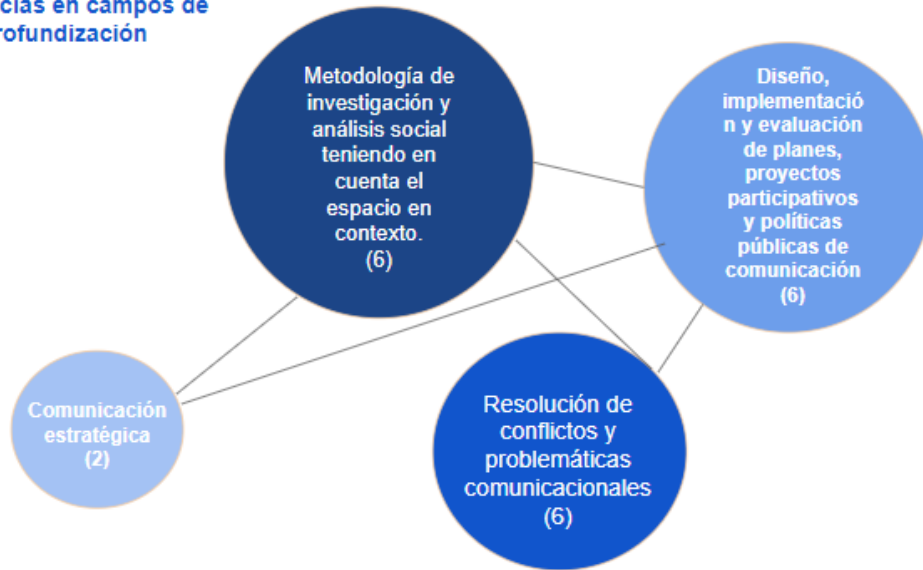 cias en campos de
rofundización
Metodología de
investigación y
análisis social
teniendo en
cuenta el
espacio en
contexto.
(6)
Diseño,
implementació
n y evaluación
de planes,
proyectos
participativos
y políticas
públicas de
comunicación
(6)
Comunicación
estratégica
(2)
Resolución de
conflictos y
problemáticas
comunicacionales
(6)